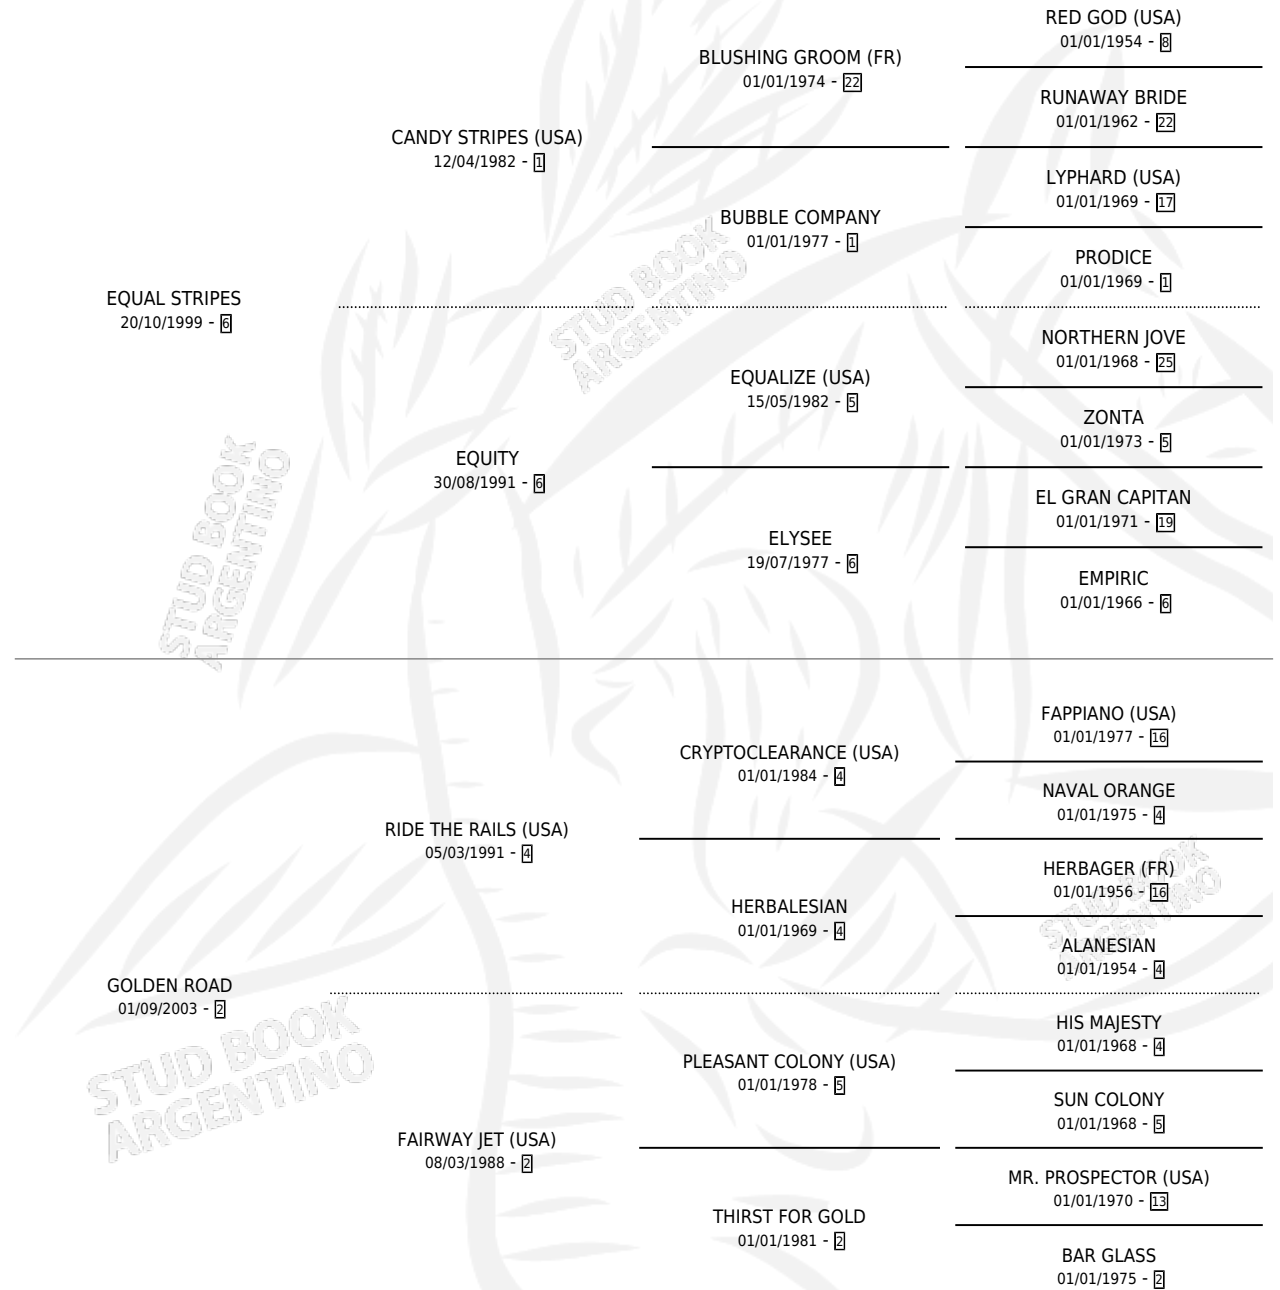 RED GOD (USA)
01/01/1954 - 8
BLUSHING GROOM (FR)
01/01/1974 - 22
RUNAWAY BRIDE
01/01/1962 - 22
CANDY STRIPES (USA)
12/04/1982 - 1
LYPHARD (USA)
01/01/1969 - 17
BUBBLE COMPANY
01/01/1977 - 1
PRODICE
01/01/1969 - 1
EQUAL STRIPES
20/10/1999 - 6
STUD BOOK
ARGENTINO
NORTHERN JOVE
01/01/1968 - 25
EQUALIZE (USA)
15/05/1982 - 5
ZONTA
01/01/1973 - 5
EQUITY
30/08/1991 - 6
EL GRAN CAPITAN
01/01/1971 - 19
ELYSEE
19/07/1977 - 6
EMPIRIC
01/01/1966 - 6
STUD BOOK
ARGENTINO
FAPPIANO (USA)
01/01/1977 - 16
CRYPTOCLEARANCE (USA)
01/01/1984 - 4
NAVAL ORANGE
01/01/1975 - 4
RIDE THE RAILS (USA)
05/03/1991 - 4
HERBAGER (FR)
01/01/1956 - 16
HERBALESIAN
01/01/1969 - 4
ALANESIAN
01/01/1954 - 4
STUD BOOK
ARGENTINO
GOLDEN ROAD
01/09/2003 - 2
STUD BOOK
ARGENTINO
HIS MAJESTY
01/01/1968 - 4
PLEASANT COLONY (USA)
01/01/1978 - 5
SUN COLONY
01/01/1968 - 5
FAIRWAY JET (USA)
08/03/1988 - 2
MR. PROSPECTOR (USA)
01/01/1970 - 13
THIRST FOR GOLD
01/01/1981 - 2
BAR GLASS
01/01/1975 - 2